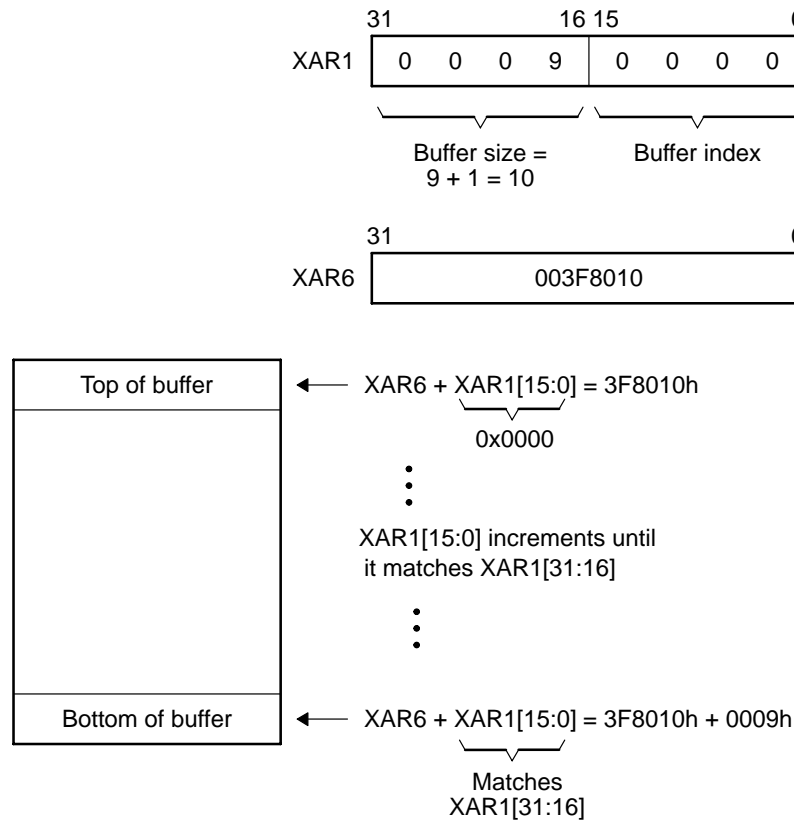 31 16 15
XAR1 0 0 0 9 0 0 0 0
Buffer size = Buffer index
9 + 1 = 10
31
XAR6 003F8010
Top of buffer XAR6 + XAR1[15:0] = 3F8010h
0x0000
XAR1[15:0] increments until
it matches XAR1[31:16]
Bottom of buffer XAR6 + XAR1[15:0] = 3F8010h + 0009h
Matches
XAR1[31:16]